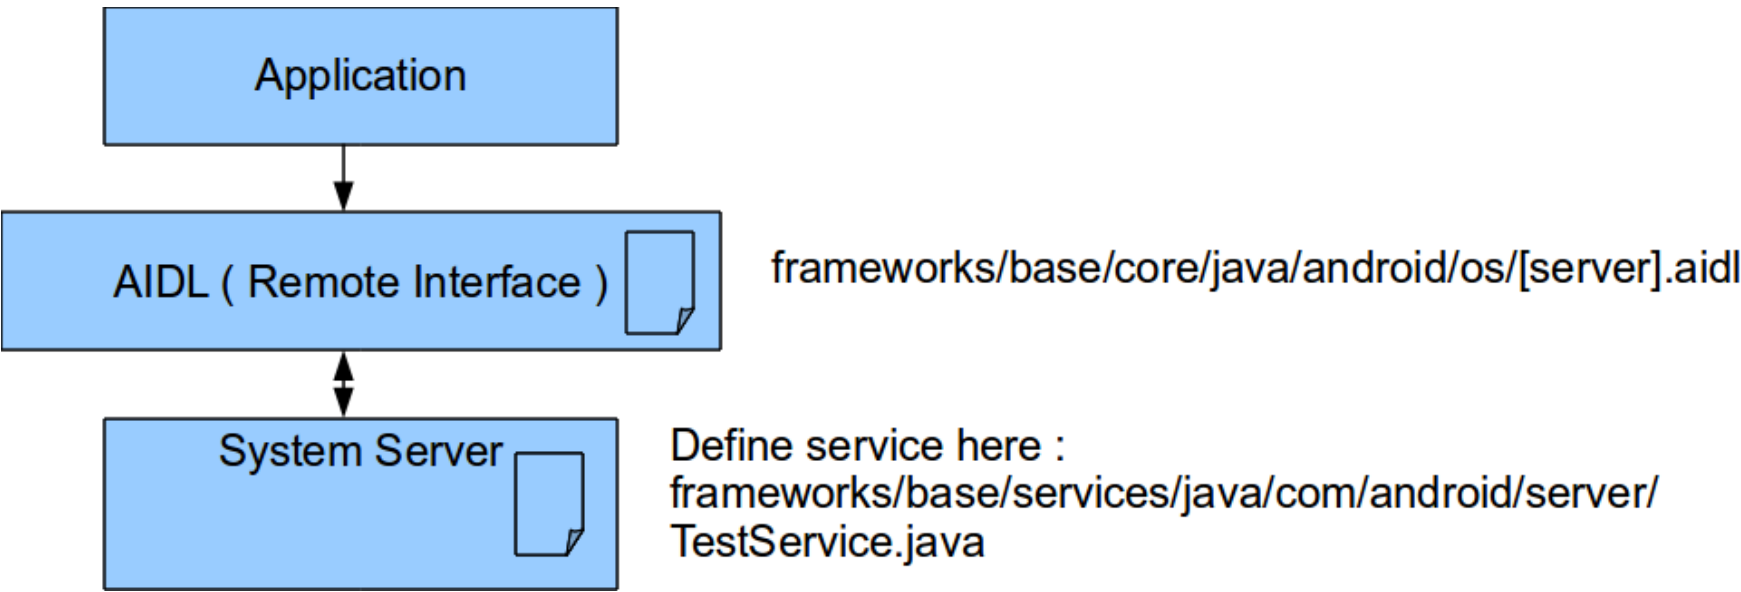 Application
AIDL ( Remote Interface )
frameworks/base/core/java/android/os/[server].aidl
System Server
Define service here :
frameworks/base/services/java/com/android/server/
TestService.java